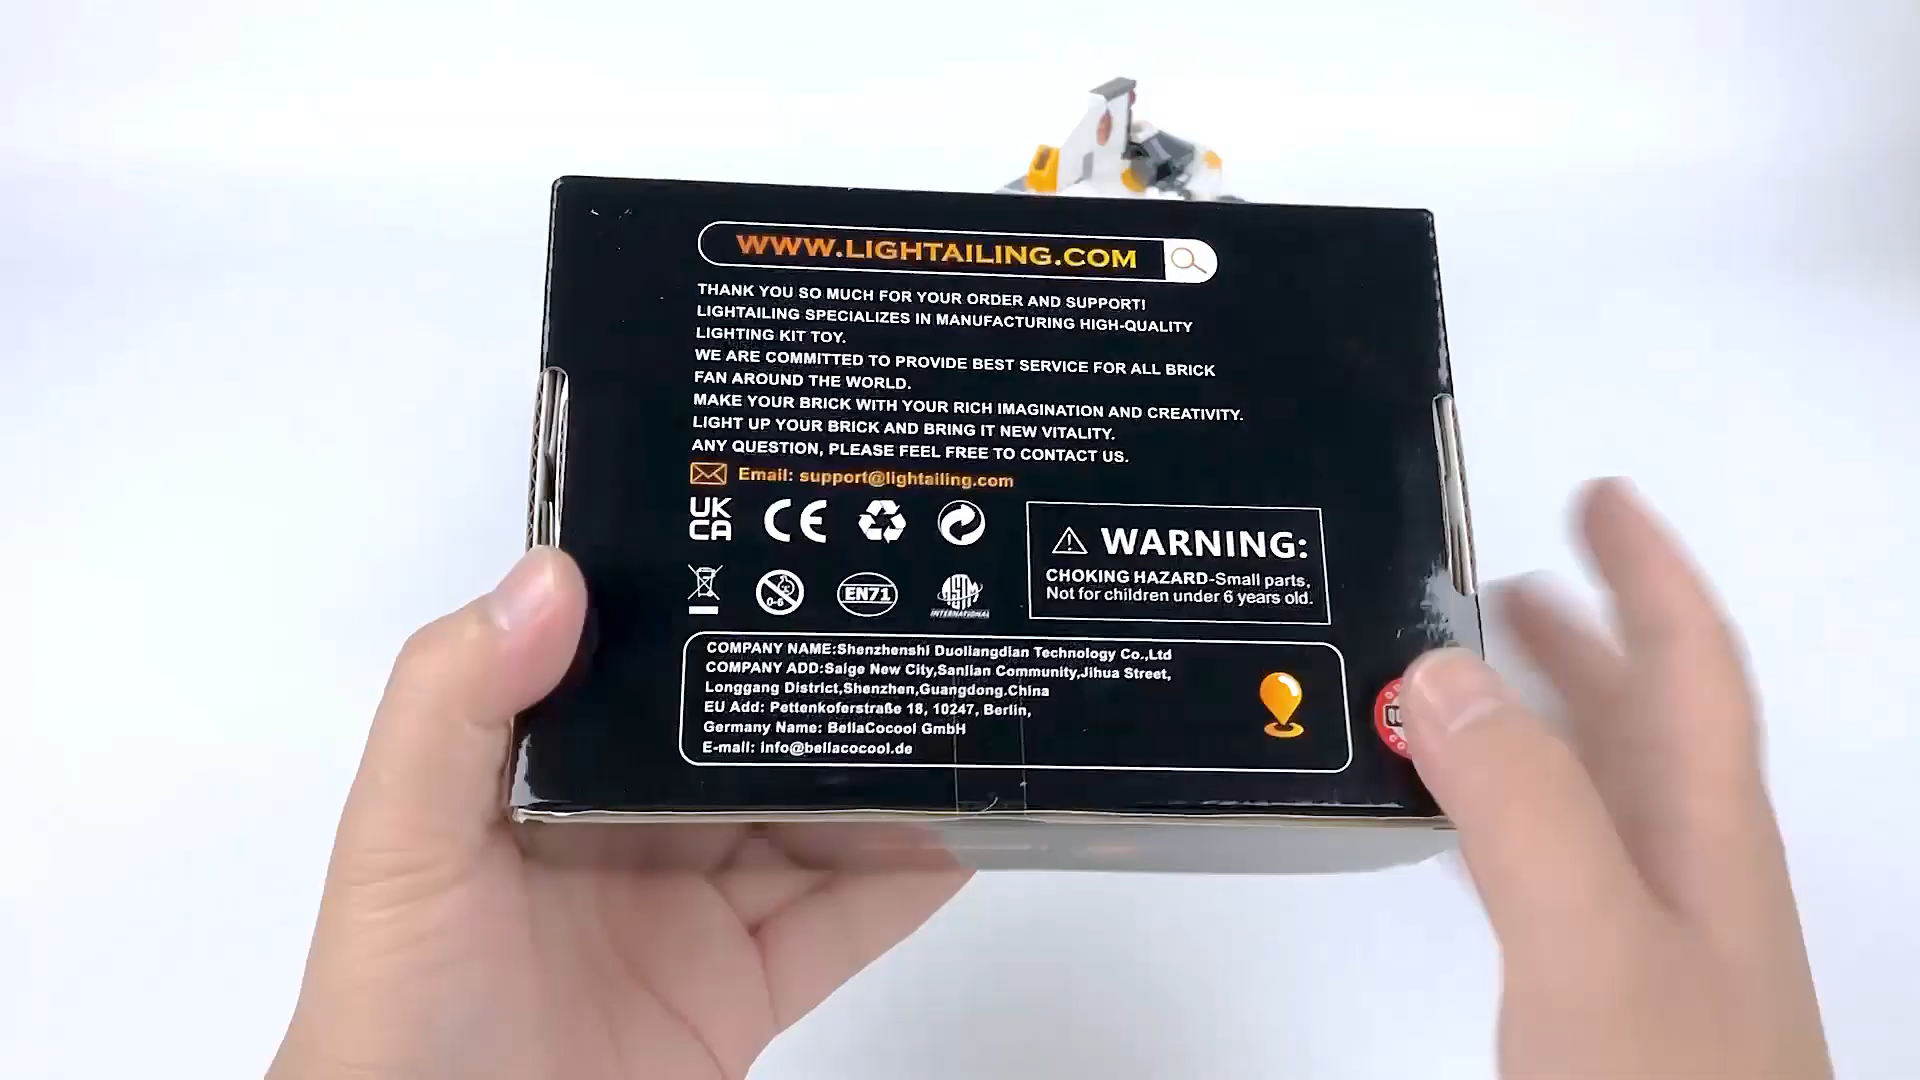 WWW.LIGHTAILING.COM
THANK YOU SO MUCH FOR YOUR ORDER AND SUPPORT!
LIGHTAILING SPECIALIZES IN MANUFACTURING HIGH-QUALITY
LIGHTING KIT TOY.
WE ARE COMMITTED TO PROVIDE BEST SERVICE FOR ALL BRICK
FAN AROUND THE WORLD.
MAKE YOUR BRICK WITH YOUR RICH IMAGINATION AND CREATIVITY.
LIGHT UP YOUR BRICK AND BRING IT NEW VITALITY.
ANY QUESTION, PLEASE FEEL FREE TO CONTACT US.
Email: support@lightailing.com
UK
CA
CE
0-6
EN71
INTERNATIONAL
WARNING:
CHOKING HAZARD-Small parts,
Not for children under 6 years old.
COMPANY NAME:Shenzhenshi Duoliangdian Technology Co.,Ltd
COMPANY ADD:Saige New City,Sanlian Community,Jihua Street,
Longgang District,Shenzhen,Guangdong.China
EU Add: Pettenkoferstraße 18, 10247, Berlin,
Germany Name: BellaCocool GmbH
E-mail: info@bellacocool.de